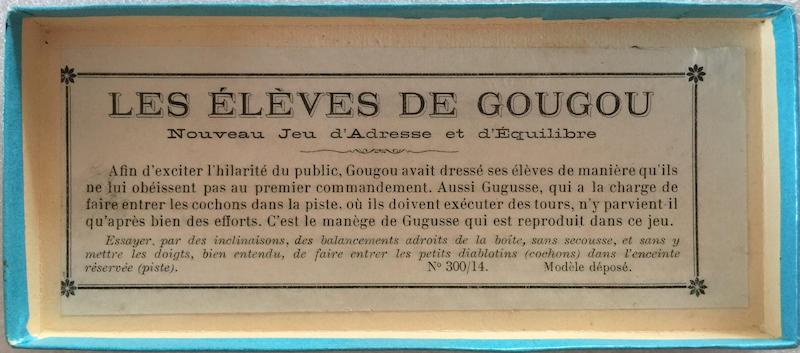 LES ÉLÈVES DE GOUGOU
Nouveau Jeu d'Adresse et d'Équilibre
Afin d'exciter l'hilarité du public, Gougou avait dressé ses élèves de manière qu'ils
ne lui obéissent pas au premier commandement. Aussi Gugusse, qui a la charge de
faire entrer les cochons dans la piste, où ils doivent exécuter des tours, n'y parvient-il
qu'après bien des efforts. C'est le manège de Gugusse qui est reproduit dans ce jeu.
Essayer, par des inclinaisons, des balancements adroits de la boîte, sans secousse, et sans y
mettre les doigts, bien entendu, de faire entrer les petits diablotins (cochons) dans l'enceinte
réservée (piste). Nº 300/14. Modèle déposé.